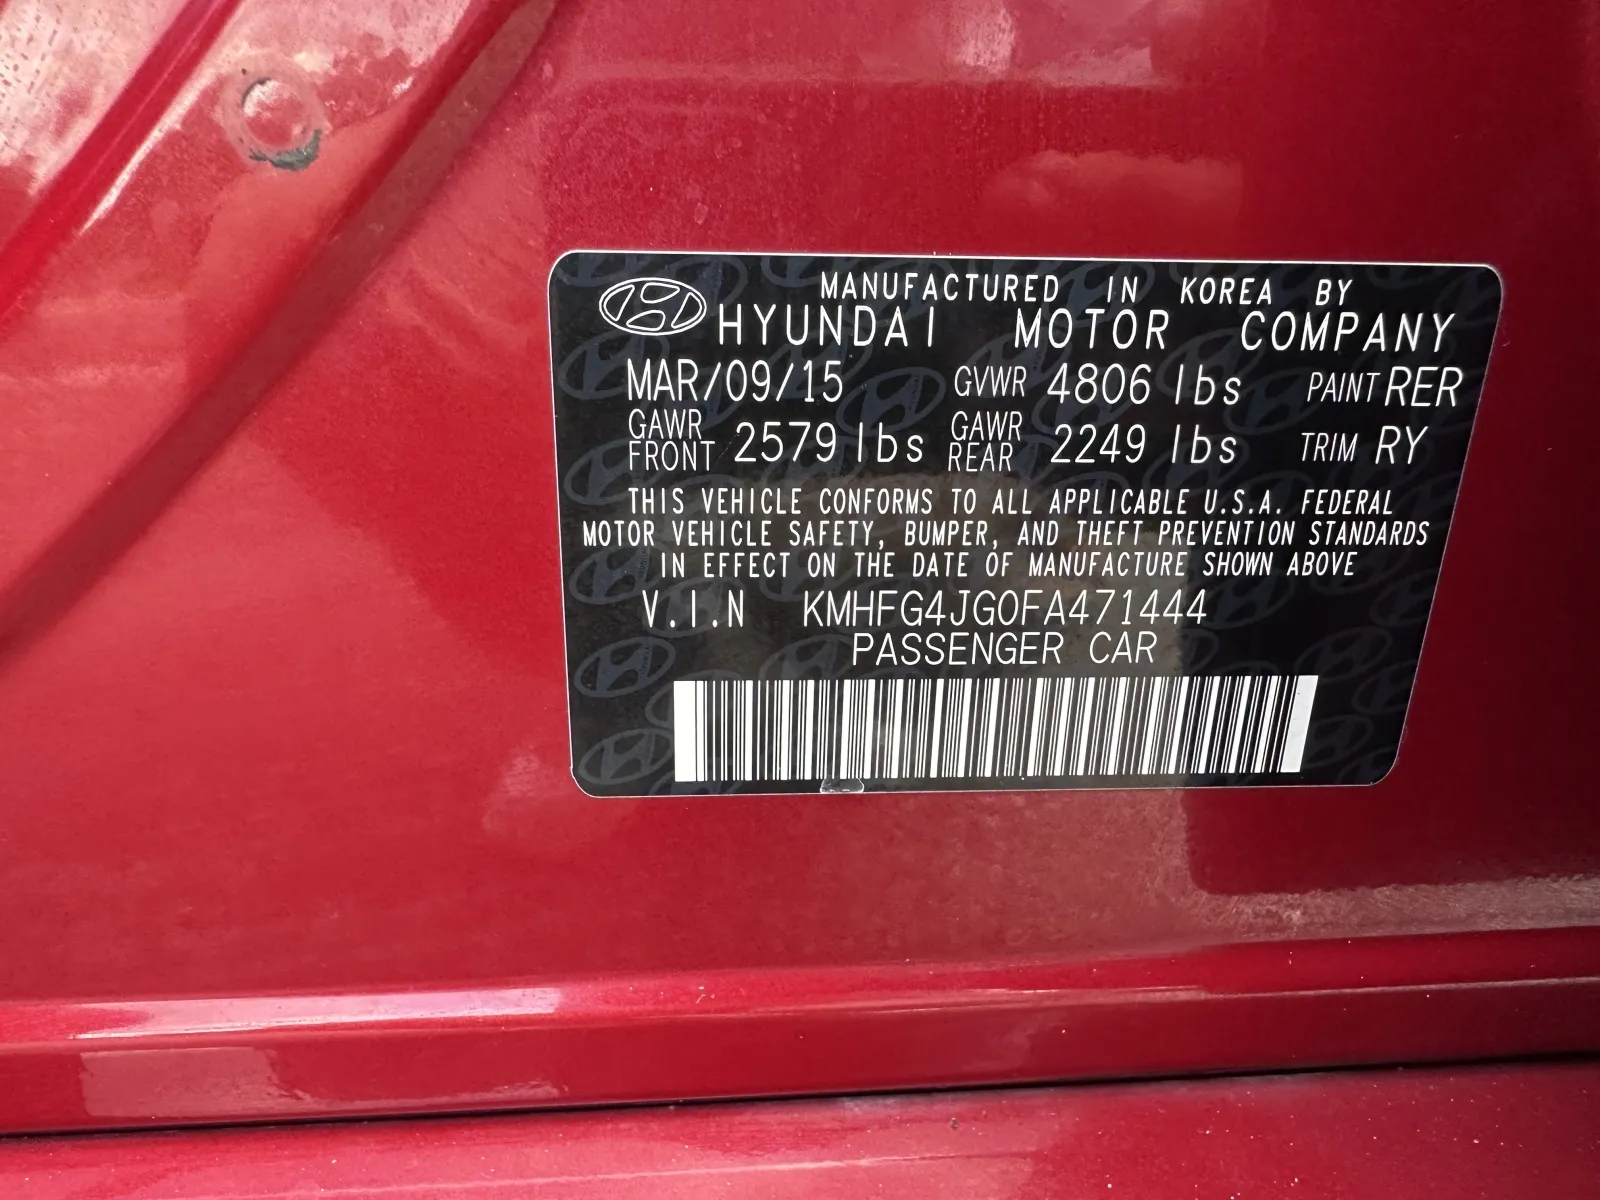 MANUFACTURED IN KOREA BY
HYUNDAI MOTOR COMPANY
MAR/09/15 GVWR 4806 lbs PAINT RER
GAWR FRONT 2579 lbs GAWR REAR 2249 lbs TRIM RY
THIS VEHICLE CONFORMS TO ALL APPLICABLE U.S.A. FEDERAL
MOTOR VEHICLE SAFETY, BUMPER, AND THEFT PREVENTION STANDARDS
IN EFFECT ON THE DATE OF MANUFACTURE SHOWN ABOVE
V.I.N KMHFG4JG0FA471444
PASSENGER CAR